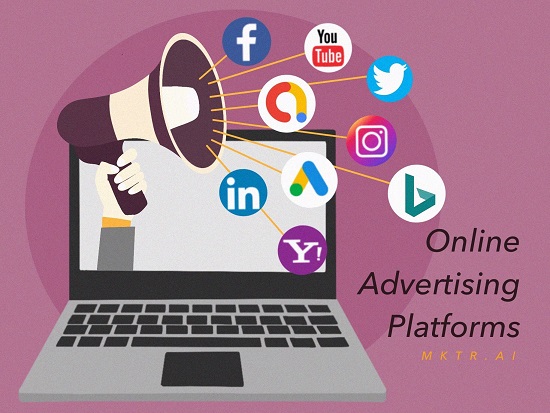 You
Tube
in
Y!
Online
Advertising
Platforms
MKTR.AI